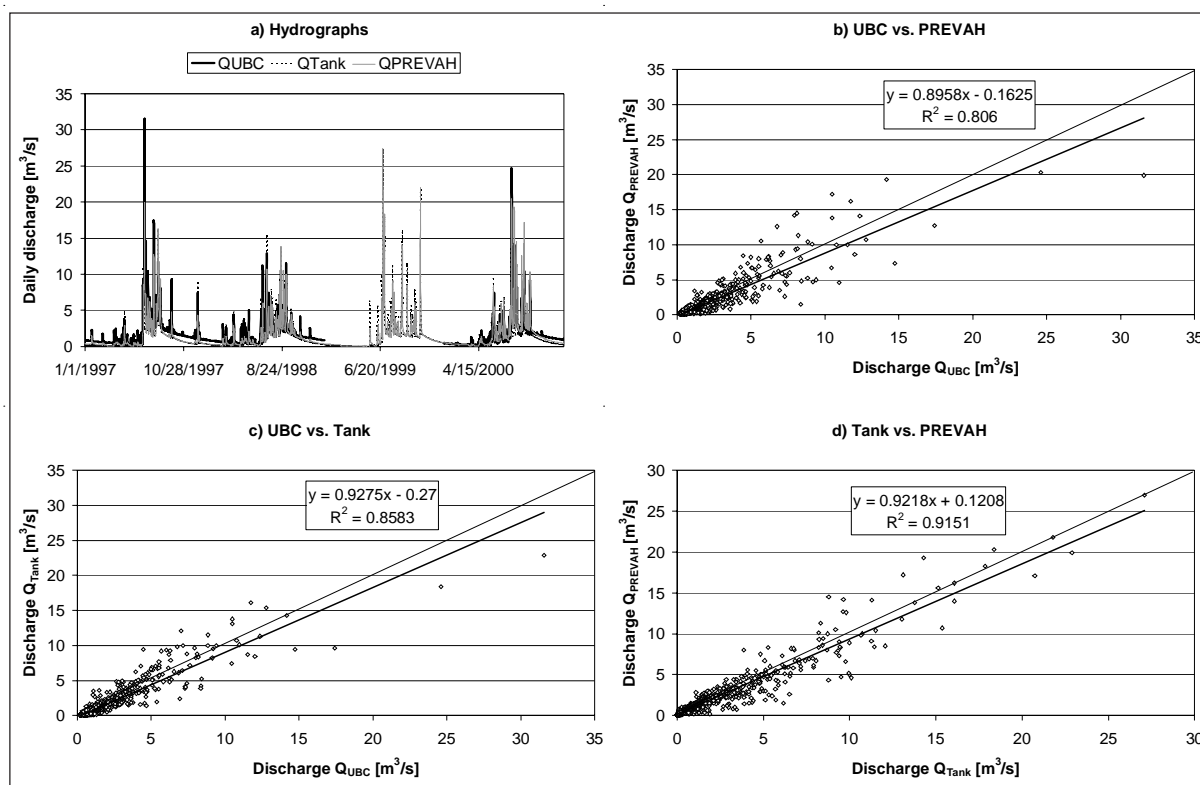 a) Hydrographs
QUBC QTank QPREVAH
Daily discharge [m³/s]
35
30
25
20
15
10
5
0
1/1/1997 10/28/1997 8/24/1998 6/20/1999 4/15/2000
b) UBC vs. PREVAH
y = 0.8958x - 0.1625
R² = 0.806
Discharge Q_PREVAH [m³/s]
35
30
25
20
15
10
5
0
0 5 10 15 20 25 30 35
Discharge Q_UBC [m³/s]
c) UBC vs. Tank
y = 0.9275x - 0.27
R² = 0.8583
Discharge Q_Tank [m³/s]
35
30
25
20
15
10
5
0
0 5 10 15 20 25 30 35
Discharge Q_UBC [m³/s]
d) Tank vs. PREVAH
y = 0.9218x + 0.1208
R² = 0.9151
Discharge Q_PREVAH [m³/s]
30
25
20
15
10
5
0
0 5 10 15 20 25 30
Discharge Q_Tank [m³/s]